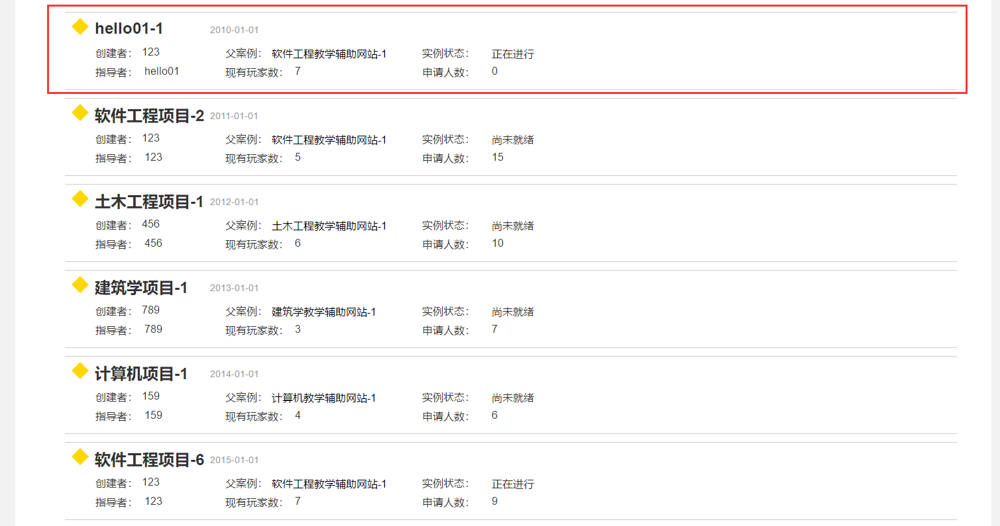 hello01-1 2010-01-01
创建者： 123 父案例： 软件工程教学辅助网站-1 实例状态： 正在进行
指导者： hello01 现有玩家数： 7 申请人数： 0
软件工程项目-2 2011-01-01
创建者： 123 父案例： 软件工程教学辅助网站-1 实例状态： 尚未就绪
指导者： 123 现有玩家数： 5 申请人数： 15
土木工程项目-1 2012-01-01
创建者： 456 父案例： 土木工程教学辅助网站-1 实例状态： 尚未就绪
指导者： 456 现有玩家数： 6 申请人数： 10
建筑学项目-1 2013-01-01
创建者： 789 父案例： 建筑学教学辅助网站-1 实例状态： 尚未就绪
指导者： 789 现有玩家数： 3 申请人数： 7
计算机项目-1 2014-01-01
创建者： 159 父案例： 计算机教学辅助网站-1 实例状态： 尚未就绪
指导者： 159 现有玩家数： 4 申请人数： 6
软件工程项目-6 2015-01-01
创建者： 123 父案例： 软件工程教学辅助网站-1 实例状态： 正在进行
指导者： 123 现有玩家数： 7 申请人数： 9